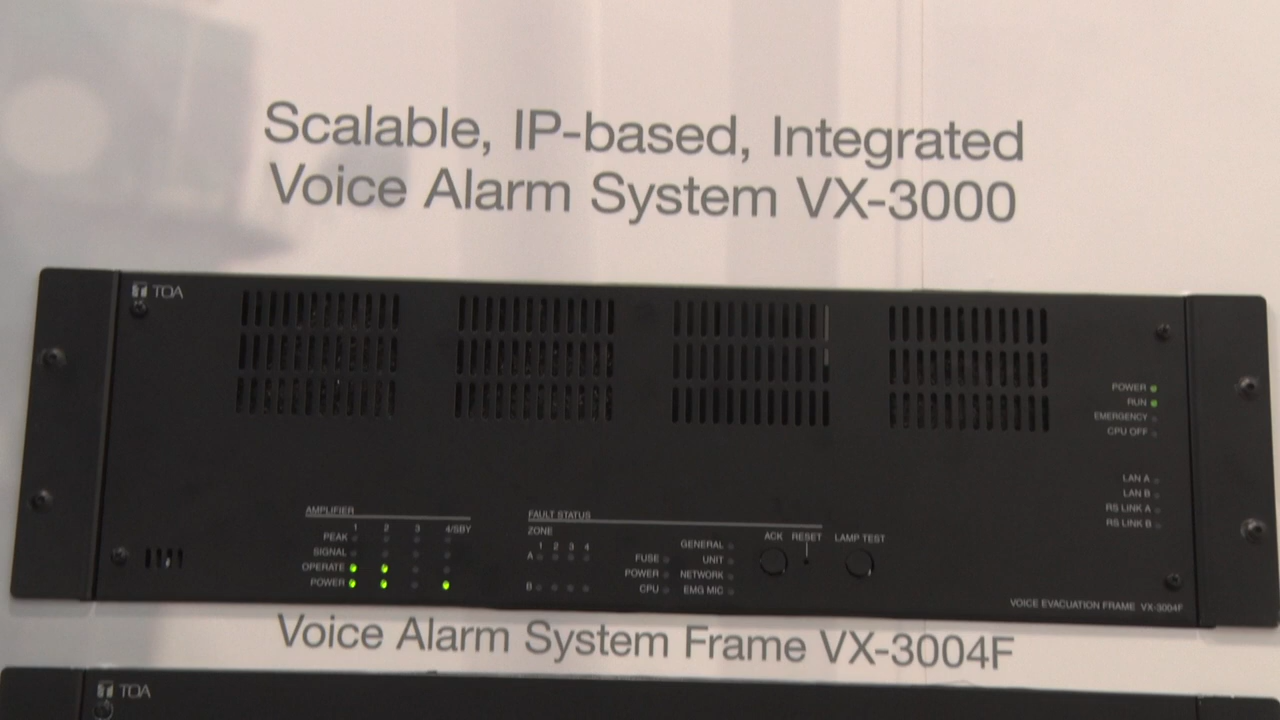 Scalable, IP-based, Integrated
Voice Alarm System VX-3000
TOA
POWER
RUN
EMERGENCY
CPU OFF
LAN A
LAN B
RS LINK A
RS LINK B
AMPLIFIER
1 2 3 4/SBY
PEAK
SIGNAL
OPERATE
POWER
FAULT STATUS
ZONE
1 2 3 4
A
B
FUSE
POWER
CPU
GENERAL
UNIT
NETWORK
EMG MIC
ACK RESET LAMP TEST
VOICE EVACUATION FRAME VX-3004F
Voice Alarm System Frame VX-3004F
TOA